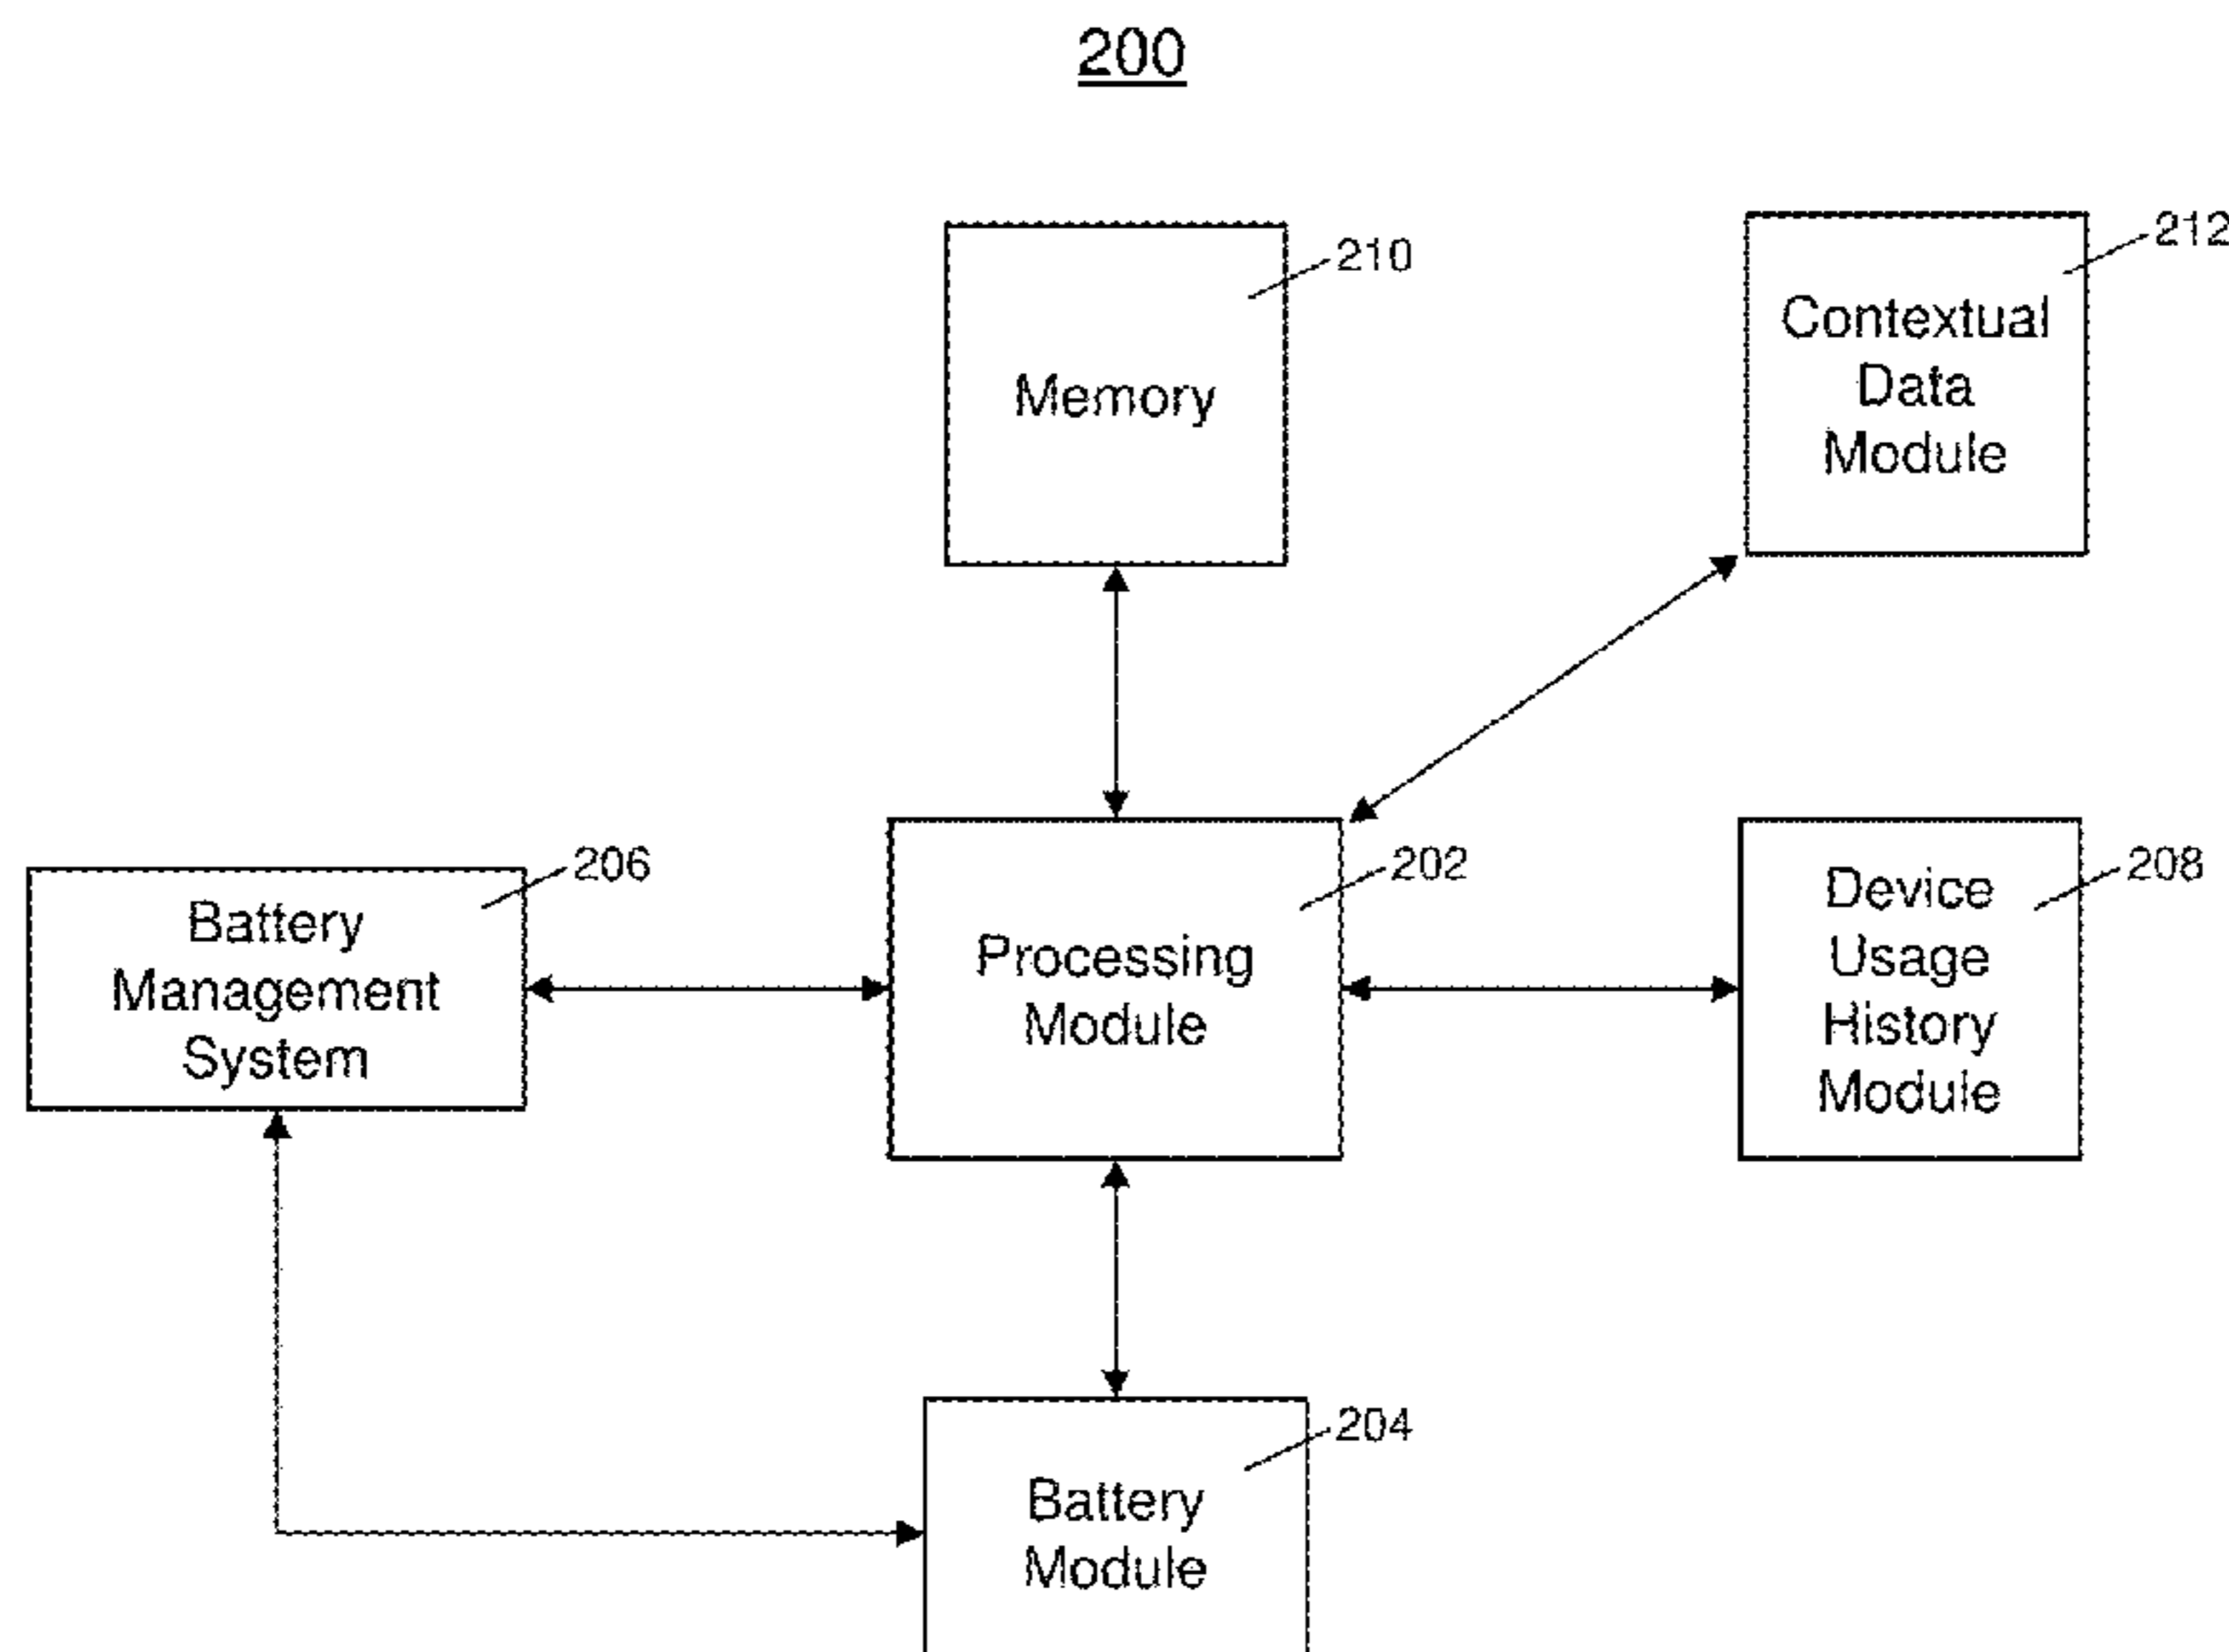 200
210
Memory
212
Contextual
Data
Module
206
Battery
Management
System
202
Processing
Module
208
Device
Usage
History
Module
204
Battery
Module